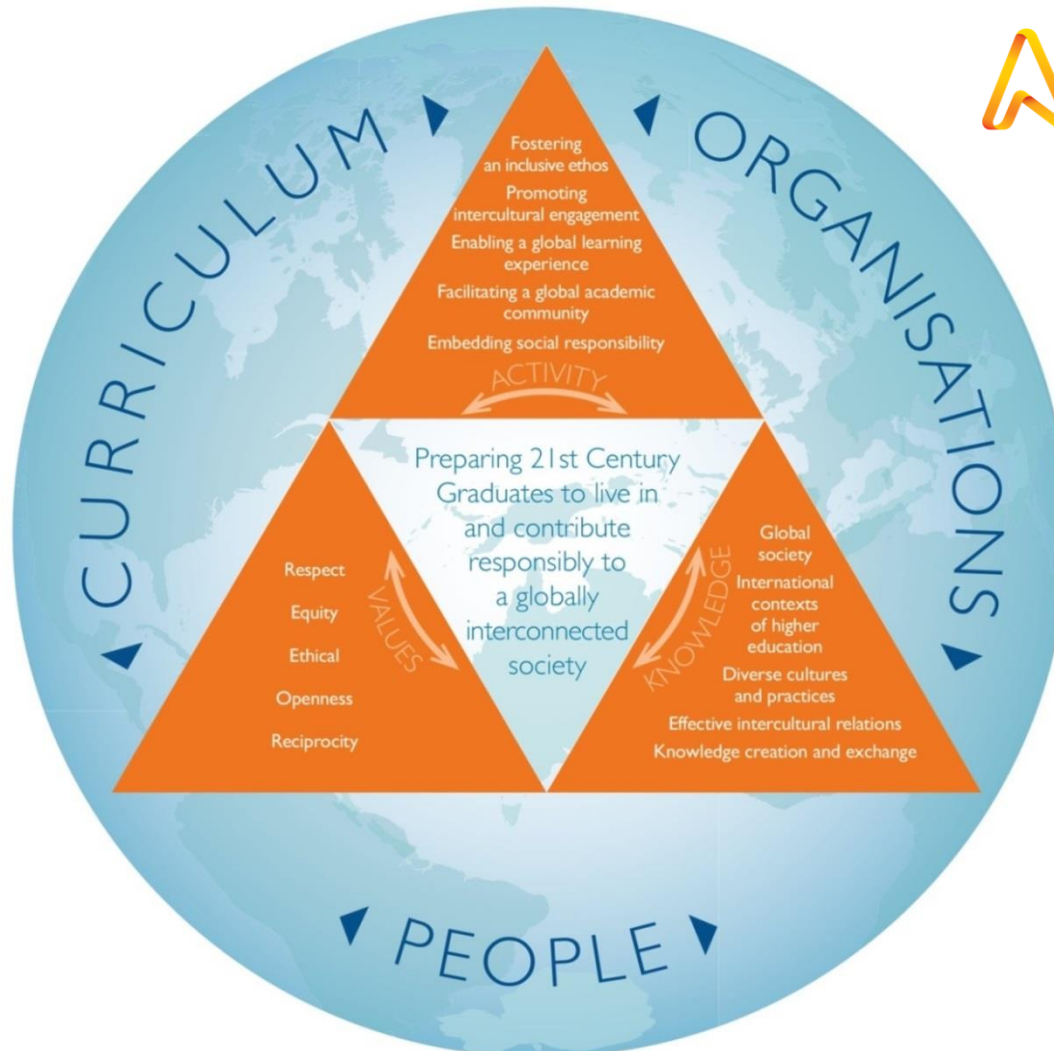 CURRICULUM
ORGANISATIONS
Fostering
an inclusive ethos
Promoting
intercultural engagement
Enabling a global learning
experience
Facilitating a global academic
community
Embedding social responsibility
ACTIVITY
Preparing 21st Century
Graduates to live in
and contribute
responsibly to
a globally
interconnected
society
Respect
Equity
Ethical
Openness
Reciprocity
VALUES
KNOWLEDGE
Global
society
International
contexts
of higher
education
Diverse cultures
and practices
Effective intercultural relations
Knowledge creation and exchange
PEOPLE